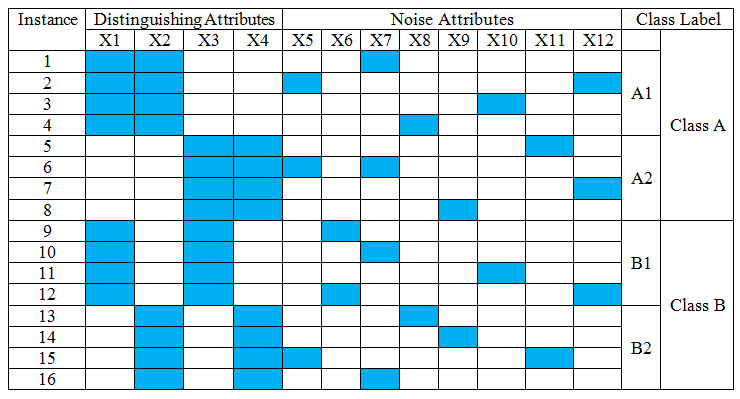 Instance Distinguishing Attributes Noise Attributes Class Label
X1 X2 X3 X4 X5 X6 X7 X8 X9 X10 X11 X12
1
2
3
4
A1
5
6
7
8
A2
Class A
9
10
11
12
B1
13
14
15
16
B2
Class B